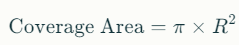 Coverage Area = π × R²